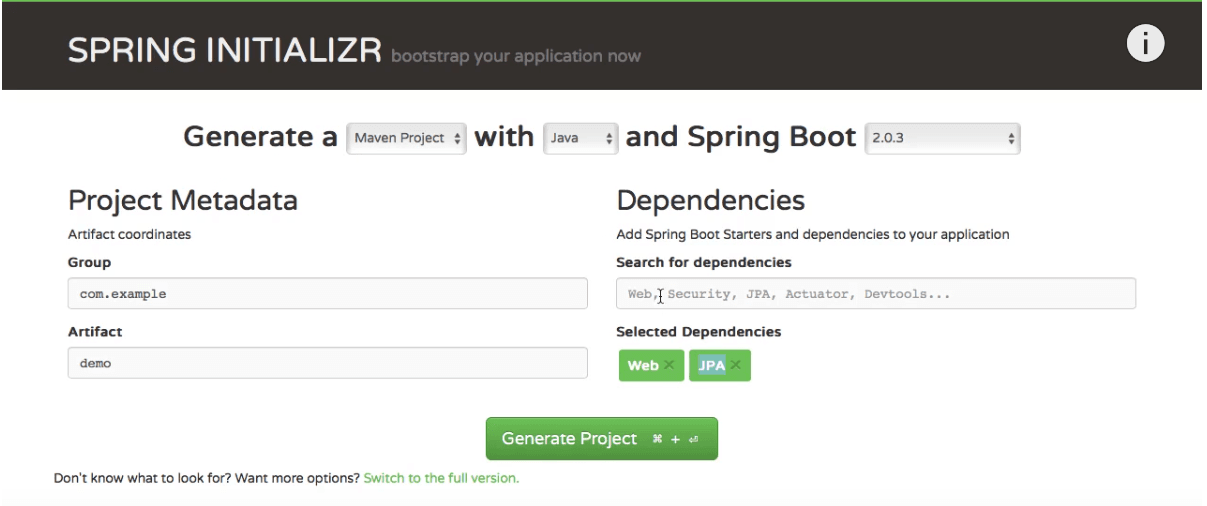 SPRING INITIALIZR bootstrap your application now
i
Generate a Maven Project with Java and Spring Boot 2.0.3
Project Metadata
Artifact coordinates
Group
com.example
Artifact
demo
Dependencies
Add Spring Boot Starters and dependencies to your application
Search for dependencies
Web, Security, JPA, Actuator, Devtools...
Selected Dependencies
Web × JPA ×
Generate Project ⌘ + ⏎
Don't know what to look for? Want more options? Switch to the full version.